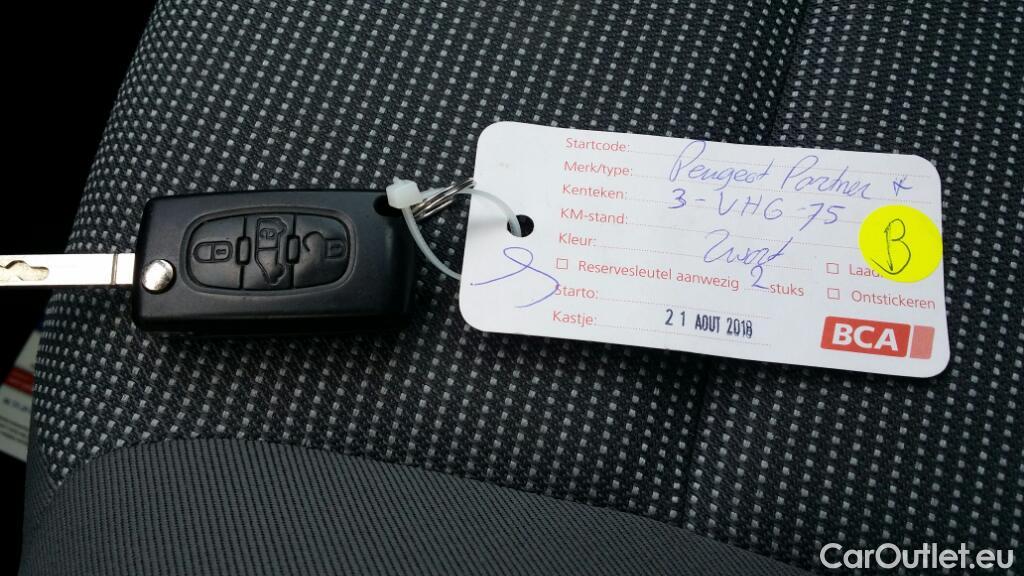 Startcode:
Merk/type: Peugeot Partner
Kenteken: 3-VHG-75
KM-stand:
Kleur: Zwart
Reservesleutel aanwezig 2 stuks
Laad
Ontstickeren
Starto:
Kastje: 21 AOUT 2018
B
BCA
CarOutlet.eu